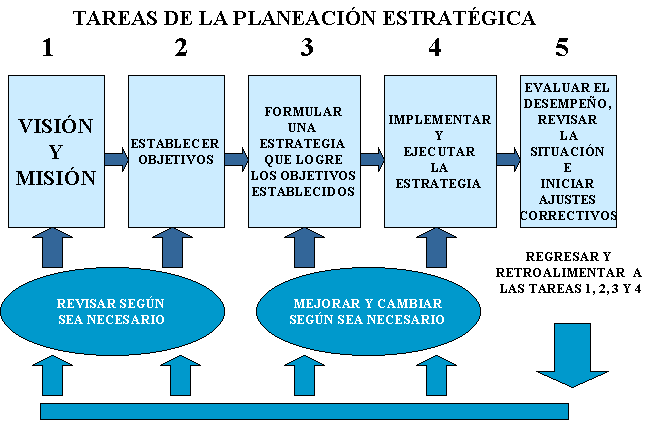 TAREAS DE LA PLANEACIÓN ESTRATÉGICA
1
2
3
4
5
VISIÓN
Y
MISIÓN
ESTABLECER
OBJETIVOS
FORMULAR
UNA
ESTRATEGIA
QUE LOGRE
LOS OBJETIVOS
ESTABLECIDOS
IMPLEMENTAR
Y
EJECUTAR
LA
ESTRATEGIA
EVALUAR EL
DESEMPEÑO,
REVISAR
LA
SITUACIÓN
E
INICIAR
AJUSTES
CORRECTIVOS
REVISAR SEGÚN
SEA NECESARIO
MEJORAR Y CAMBIAR
SEGÚN SEA NECESARIO
REGRESAR Y
RETROALIMENTAR A
LAS TAREAS 1, 2, 3 Y 4